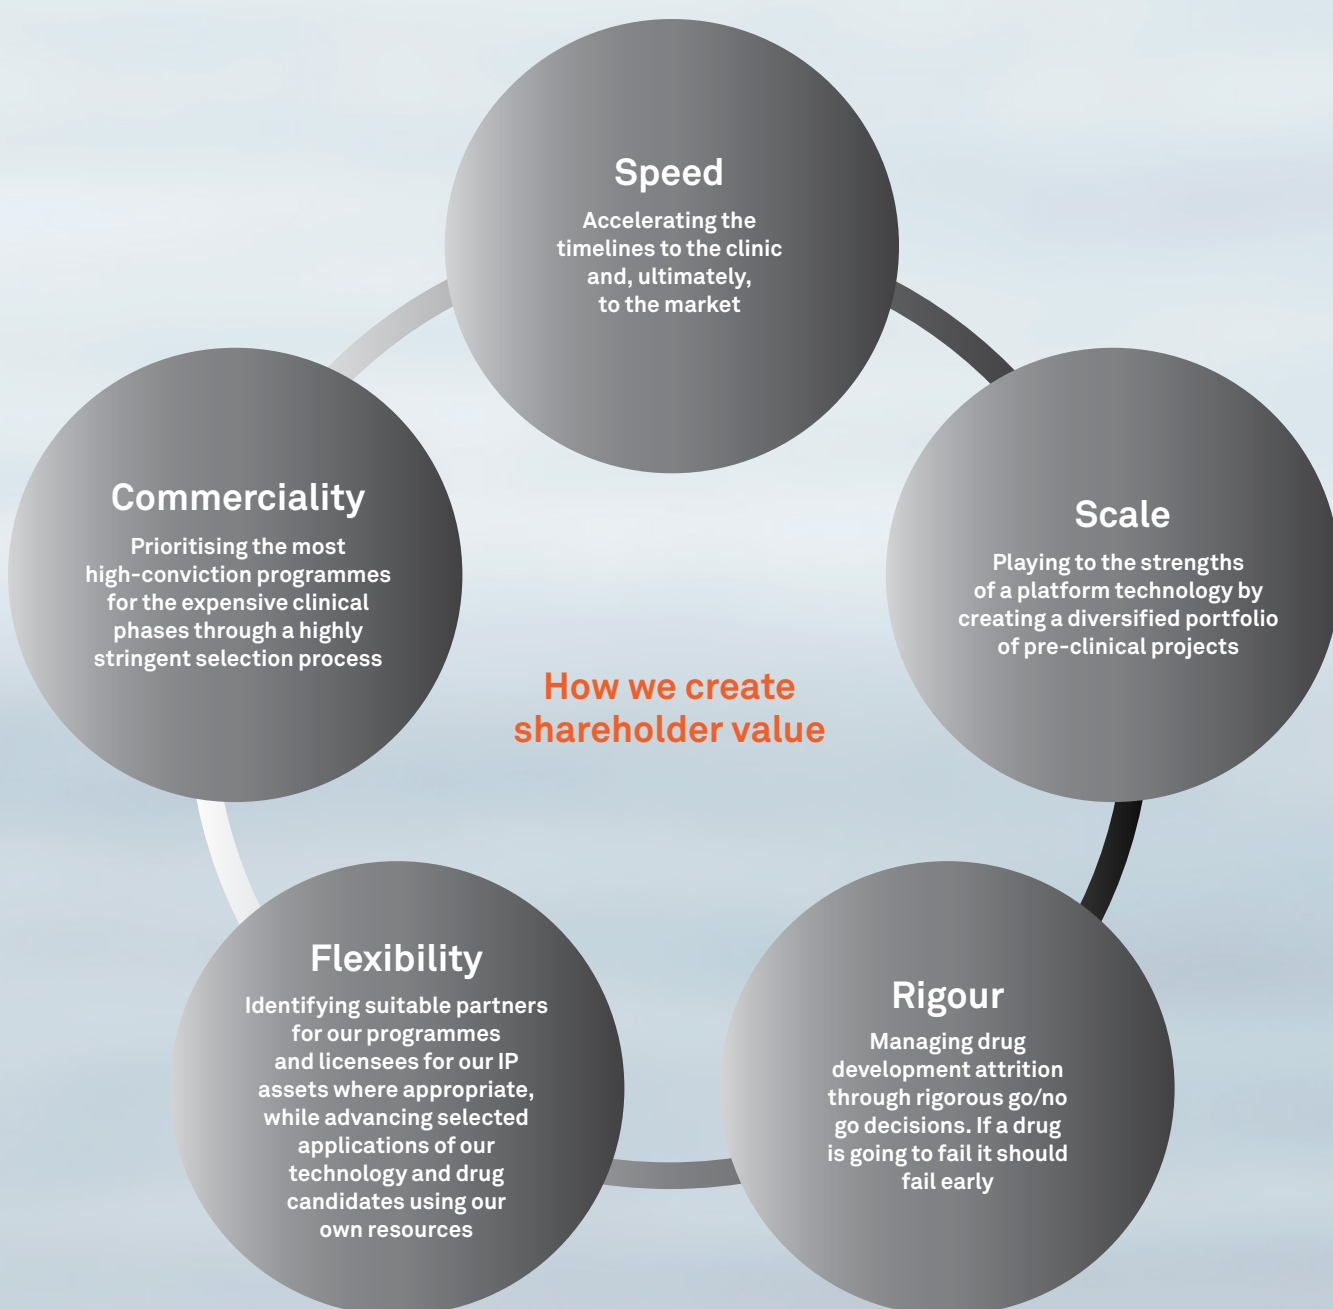 Speed
Accelerating the
timelines to the clinic
and, ultimately,
to the market
Scale
Playing to the strengths
of a platform technology by
creating a diversified portfolio
of pre-clinical projects
Rigour
Managing drug
development attrition
through rigorous go/no
go decisions. If a drug
is going to fail it should
fail early
Flexibility
Identifying suitable partners
for our programmes
and licensees for our IP
assets where appropriate,
while advancing selected
applications of our
technology and drug
candidates using our
own resources
Commerciality
Prioritising the most
high-conviction programmes
for the expensive clinical
phases through a highly
stringent selection process
How we create
shareholder value